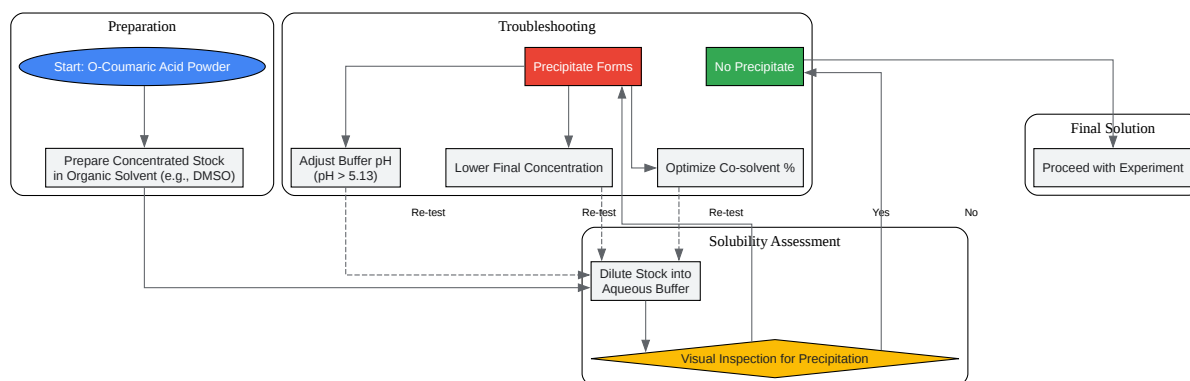 Preparation
Start: O-Coumaric Acid Powder
Prepare Concentrated Stock
in Organic Solvent (e.g., DMSO)
Troubleshooting
Precipitate Forms
No Precipitate
Adjust Buffer pH
(pH > 5.13)
Lower Final Concentration
Optimize Co-solvent %
Final Solution
Proceed with Experiment
Re-test
Re-test
Re-test
Yes
No
Solubility Assessment
Dilute Stock into
Aqueous Buffer
Visual Inspection for Precipitation